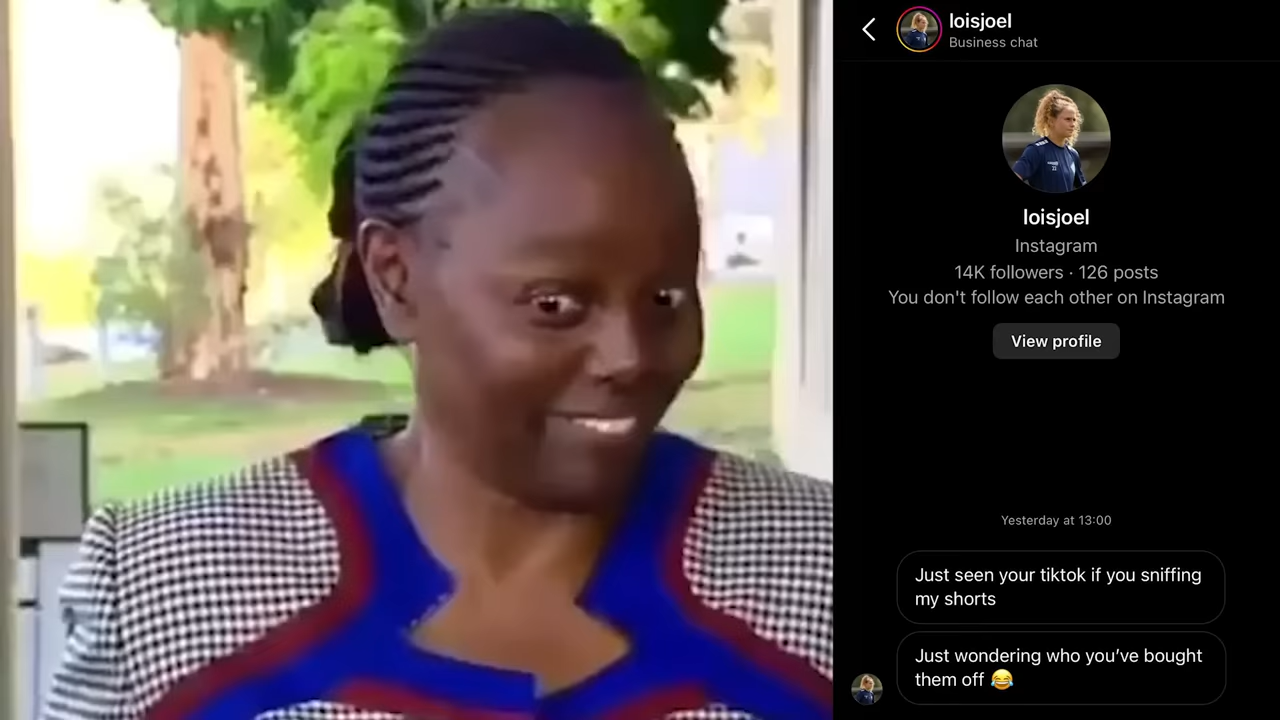 loisjoel
Business chat
loisjoel
Instagram
14K followers · 126 posts
You don't follow each other on Instagram
View profile
Yesterday at 13:00
Just seen your tiktok if you sniffing
my shorts
Just wondering who you’ve bought
them off 😂